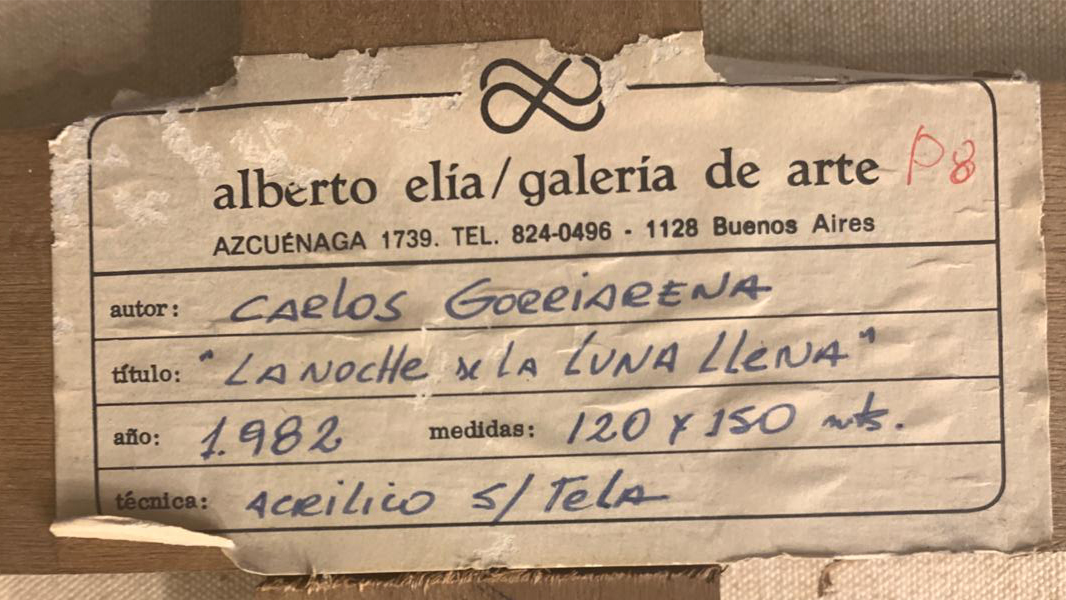 alberto elía/galería de arte P8
AZCUÉNAGA 1739. TEL. 824-0496 - 1128 Buenos Aires
autor: CARLOS GORRIARENA
título: "LA NOCHE DE LA LUNA LLENA"
año: 1.982 medidas: 120 x 150 mts.
técnica: ACRILICO S/TELA